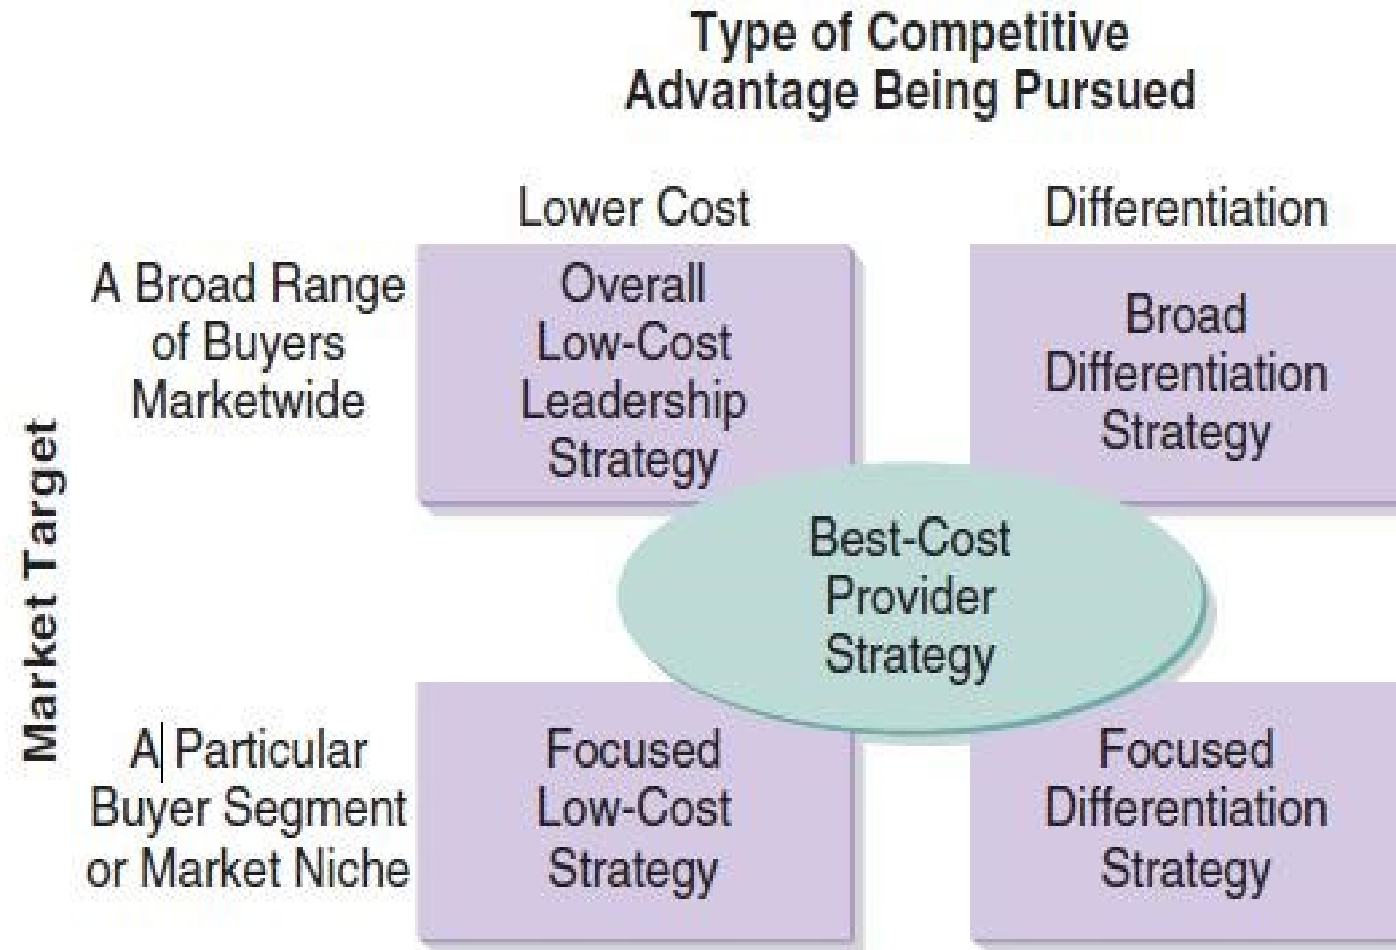 Type of Competitive
Advantage Being Pursued
Lower Cost
Differentiation
Market Target
A Broad Range
of Buyers
Marketwide
Overall
Low-Cost
Leadership
Strategy
Broad
Differentiation
Strategy
Best-Cost
Provider
Strategy
A Particular
Buyer Segment
or Market Niche
Focused
Low-Cost
Strategy
Focused
Differentiation
Strategy